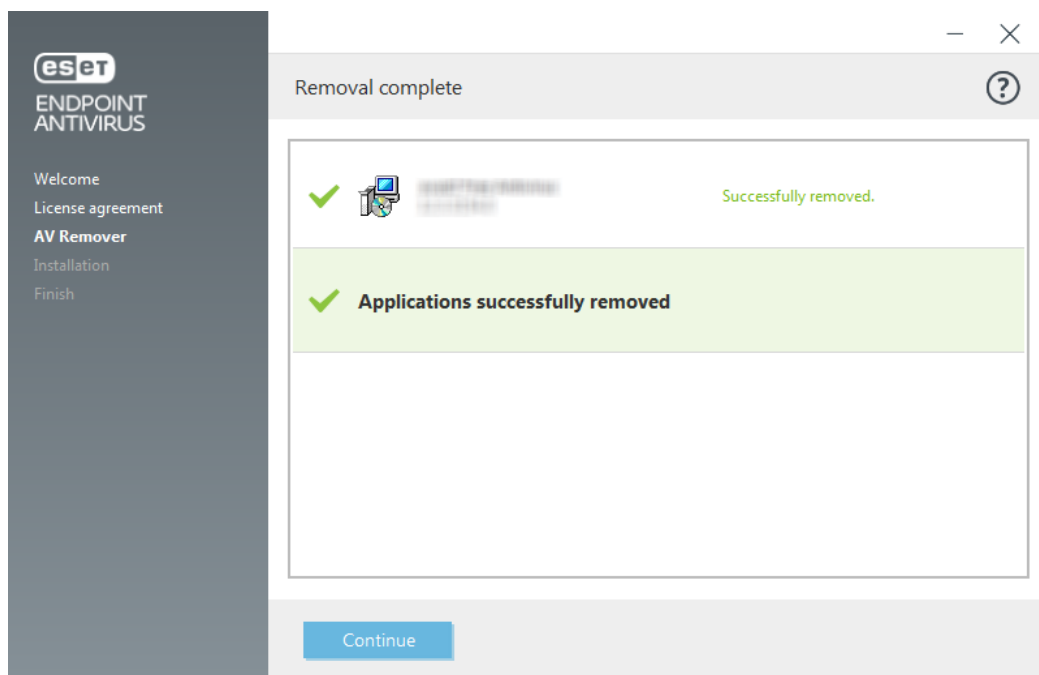 eset
ENDPOINT
ANTIVIRUS
Welcome
License agreement
AV Remover
Installation
Finish
Removal complete
?
Successfully removed.
Applications successfully removed
Continue